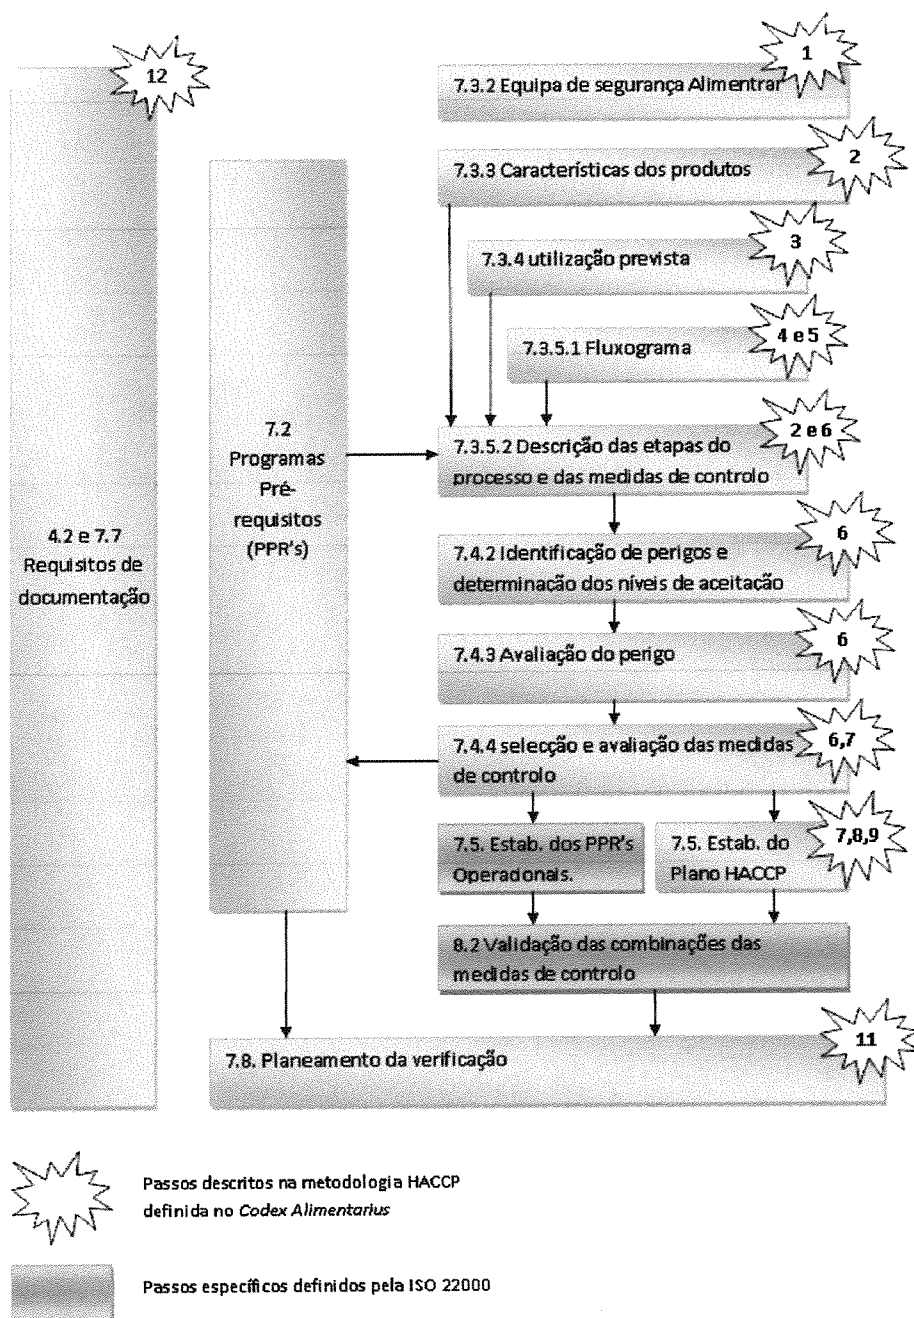 12
1
7.3.2 Equipa de segurança Alimentrar
7.3.3 Características dos produtos
2
7.3.4 utilização prevista
3
7.3.5.1 Fluxograma
4 e 5
7.2
Programas
Pré-
requisitos
(PPR's)
7.3.5.2 Descrição das etapas do
processo e das medidas de controlo
2 e 6
4.2 e 7.7
Requisitos de
documentação
7.4.2 Identificação de perigos e
determinação dos níveis de aceitação
6
7.4.3 Avaliação do perigo
6
7.4.4 selecção e avaliação das medidas
de controlo
6,7
7.5. Estab. dos PPR's
Operacionais.
7.5. Estab. do
Plano HACCP
7,8,9
8.2 Validação das combinações das
medidas de controlo
7.8. Planeamento da verificação
11
Passos descritos na metodologia HACCP
definida no Codex Alimentarius
Passos específicos definidos pela ISO 22000